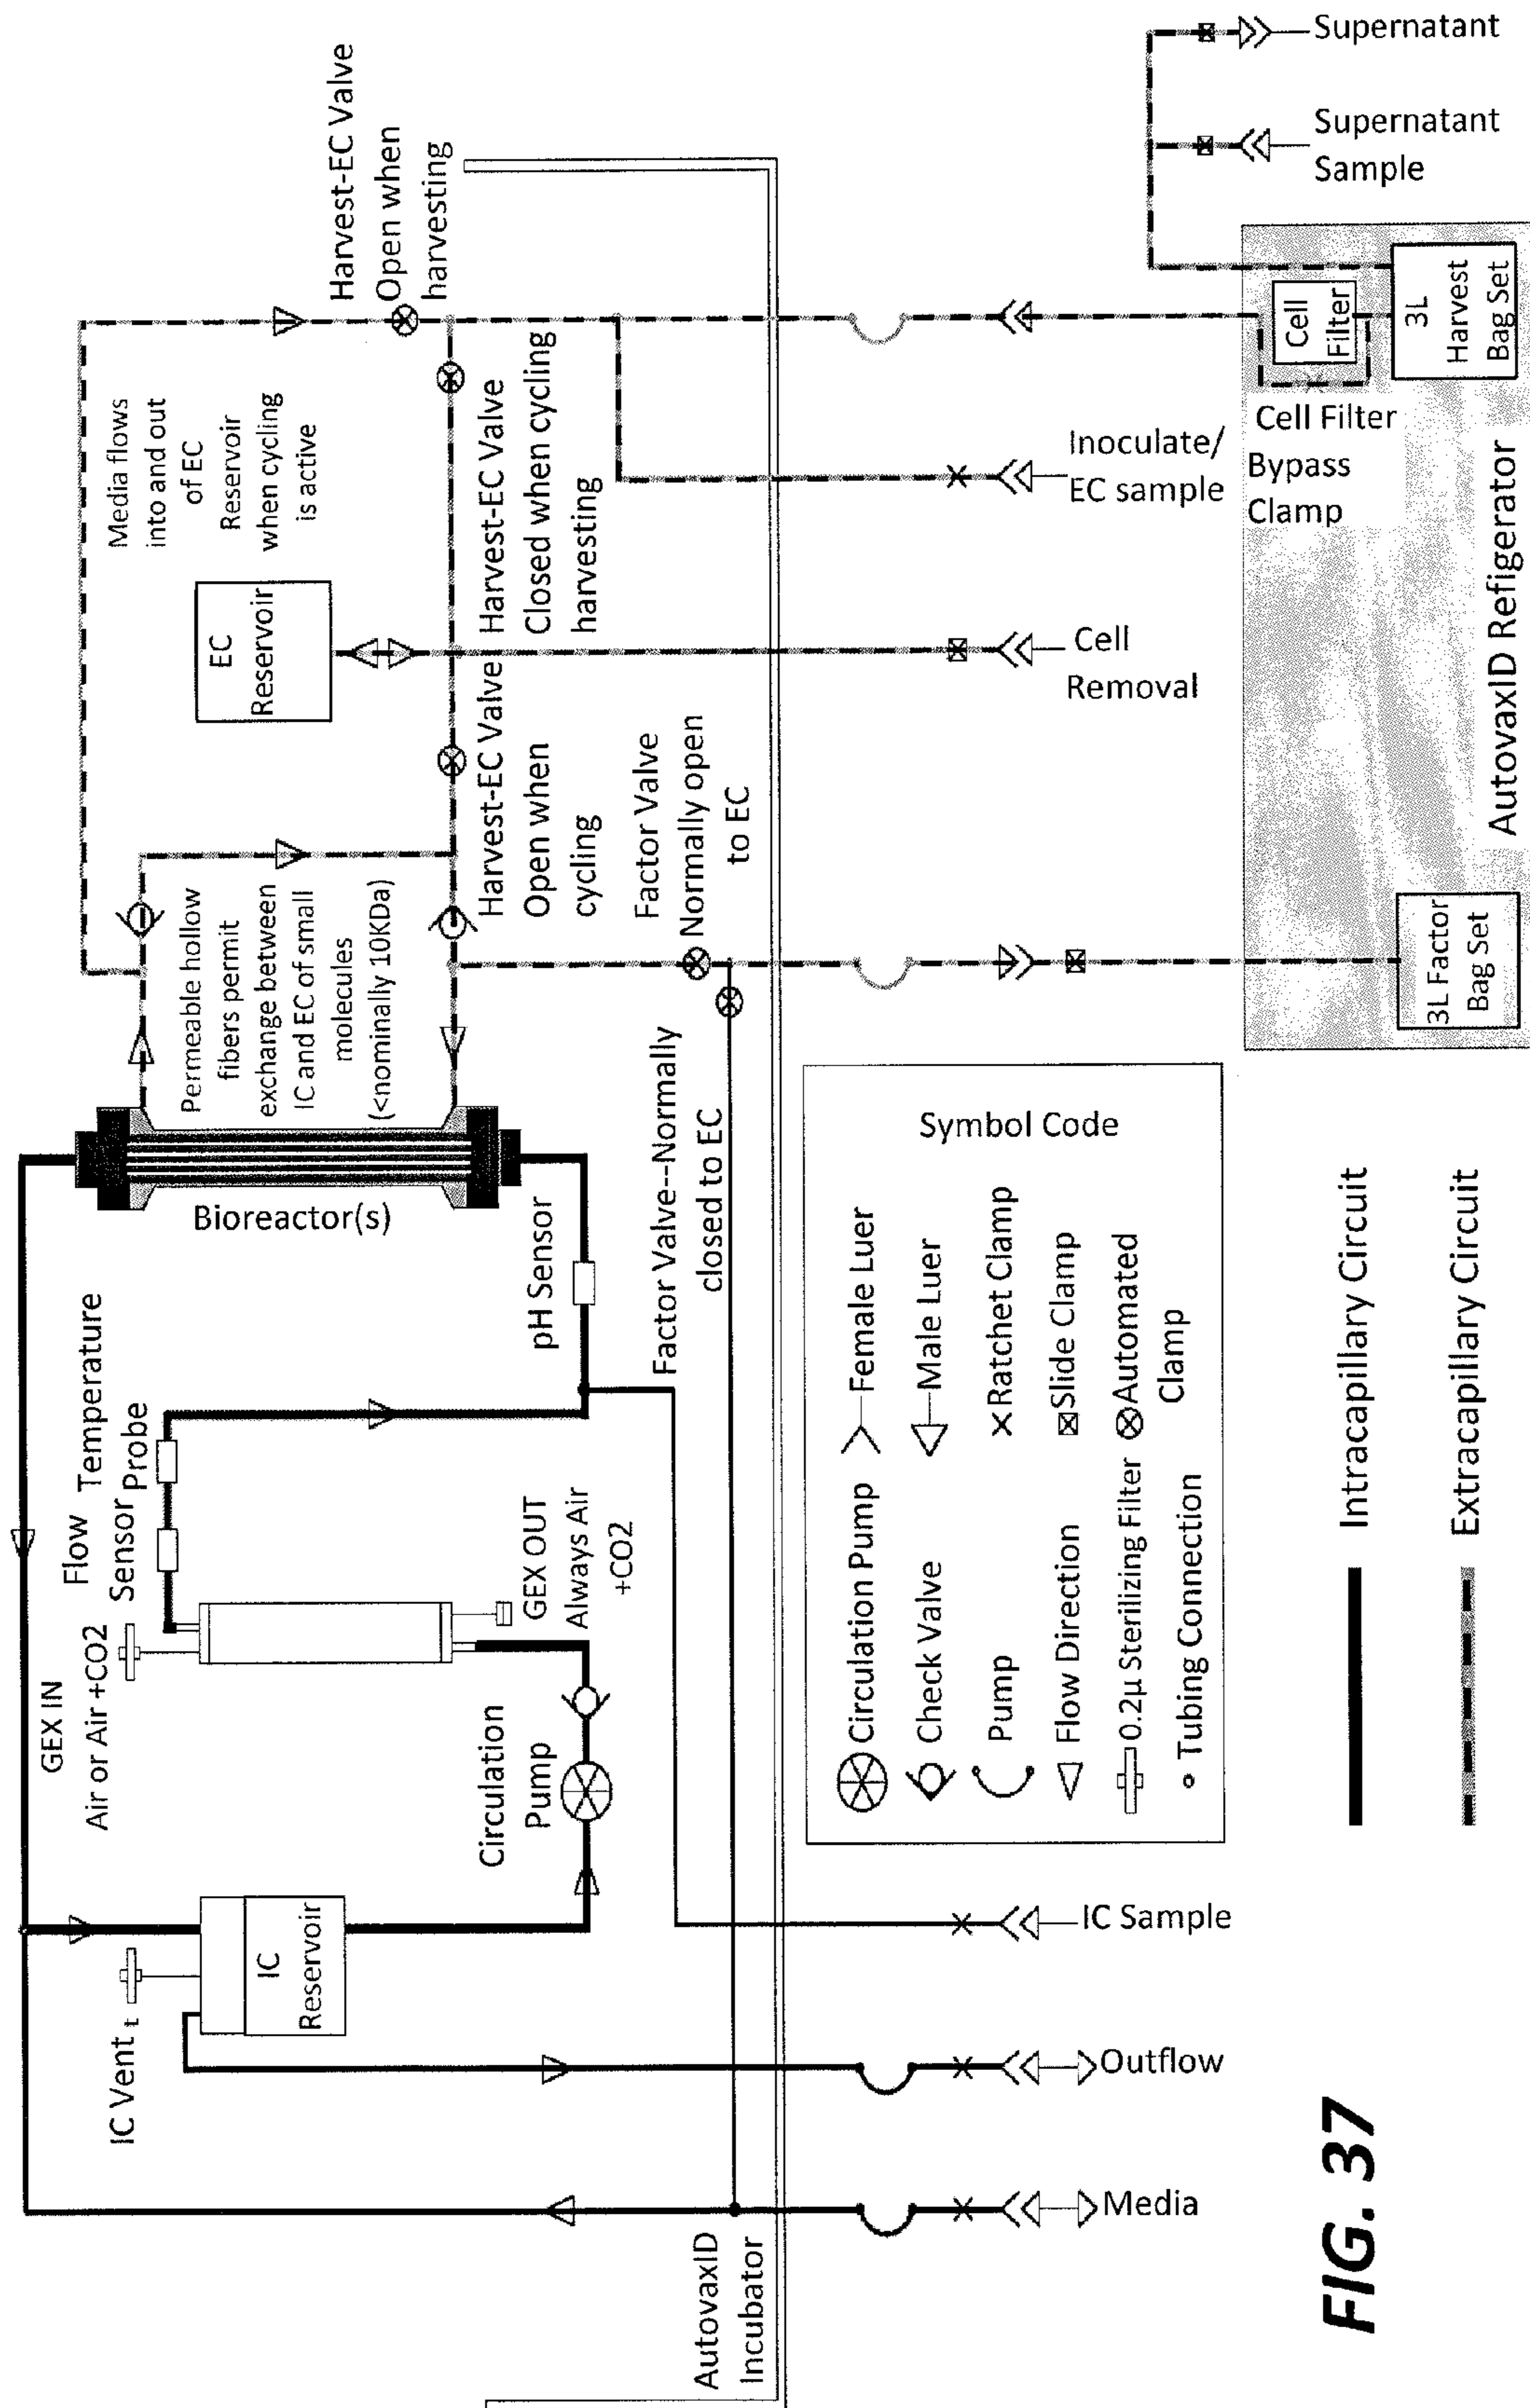 IC Vent
t
GEX IN
Air or Air +CO2
Flow
Sensor
Temperature
Probe
IC
Reservoir
Circulation
Pump
GEX OUT
Always Air
+CO2
pH Sensor
Bioreactor(s)
Permeable hollow
fibers permit
exchange between
IC and EC of small
molecules
(<nominally 10KDa)
Media flows
into and out
of EC
Reservoir
when cycling
is active
EC
Reservoir
Harvest-EC Valve
Open when
harvesting
Harvest-EC Valve
Open when
cycling
Harvest-EC Valve
Closed when cycling
harvesting
Factor Valve
Normally open
to EC
Factor Valve--Normally
closed to EC
AutovaxID
Incubator
Media
Outflow
IC Sample
Cell
Removal
Inoculate/
EC sample
Supernatant
Sample
Supernatant
Symbol Code
Circulation Pump
Female Luer
Check Valve
Male Luer
Pump
Ratchet Clamp
Flow Direction
Slide Clamp
0.2µ Sterilizing Filter
Automated
Clamp
Tubing Connection
Intracapillary Circuit
Extracapillary Circuit
3L Factor
Bag Set
Cell Filter
Bypass
Clamp
Cell
Filter
3L
Harvest
Bag Set
AutovaxID Refigerator
FIG. 37